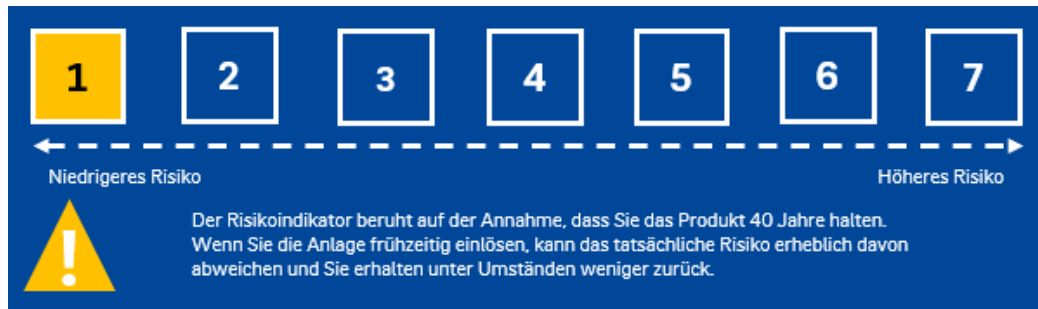 1 2 3 4 5 6 7
Niedrigeres Risiko Höheres Risiko
!
Der Risikoindikator beruht auf der Annahme, dass Sie das Produkt 40 Jahre halten.
Wenn Sie die Anlage frühzeitig einlösen, kann das tatsächliche Risiko erheblich davon
abweichen und Sie erhalten unter Umständen weniger zurück.